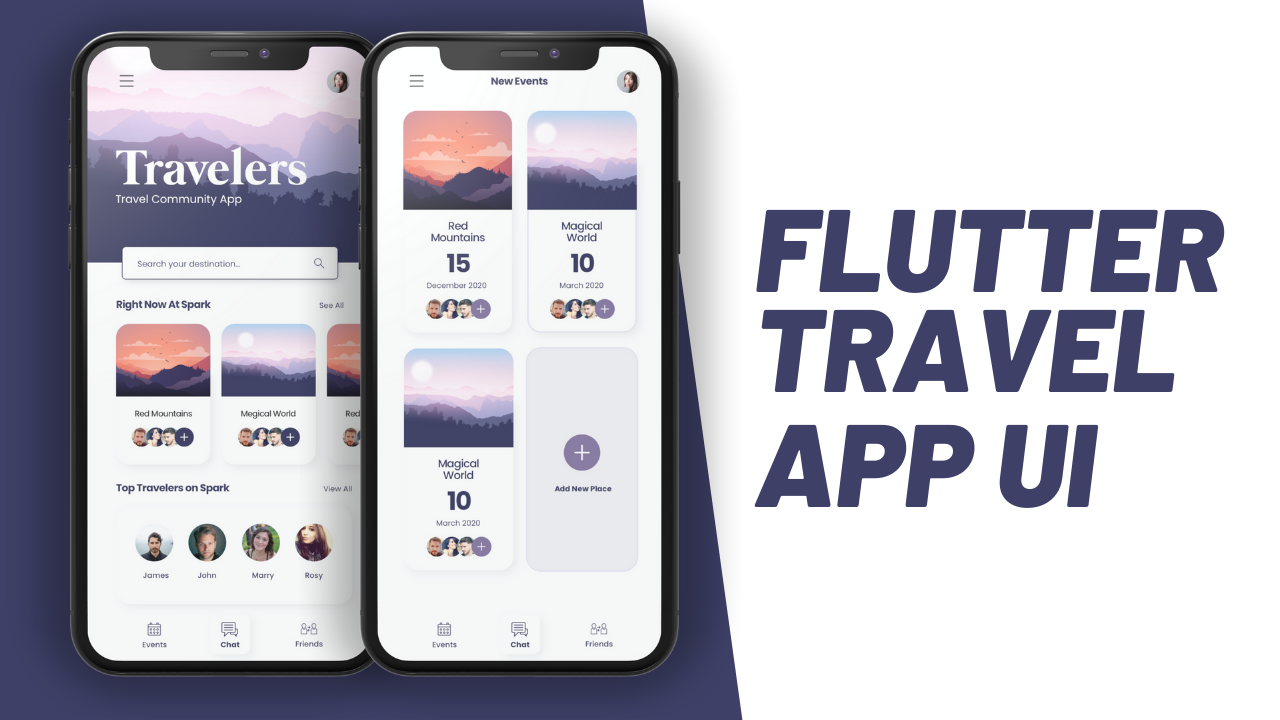 Travelers
Travel Community App
Search your destination...
Right Now At Spark
See All
Red Mountains
Megical World
Red
Top Travelers on Spark
View All
James
John
Marry
Rosy
Events
Chat
Friends
New Events
Red
Mountains
15
December 2020
Magical
World
10
March 2020
Magical
World
10
March 2020
Add New Place
Events
Chat
Friends
FLUTTER
TRAVEL
APP UI